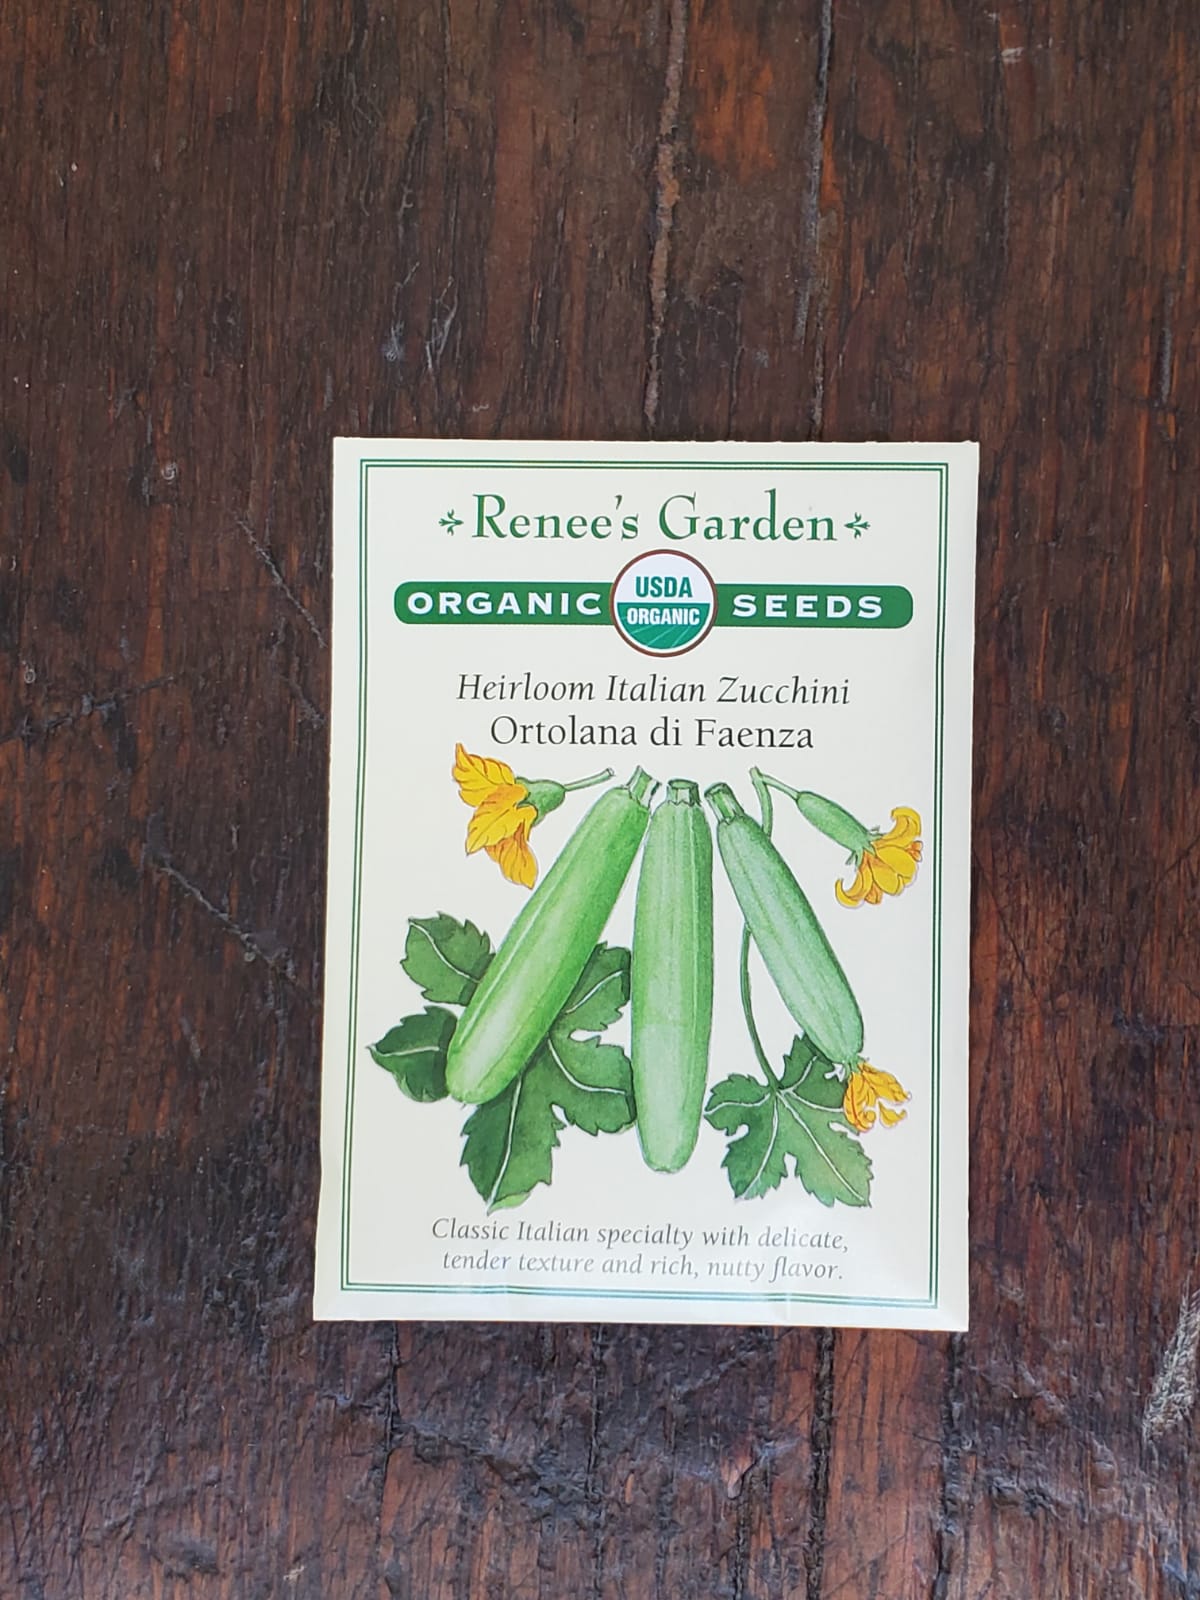 Renee's Garden
ORGANIC USDA ORGANIC SEEDS
Heirloom Italian Zucchini
Ortolana di Faenza
Classic Italian specialty with delicate,
tender texture and rich, nutty flavor.